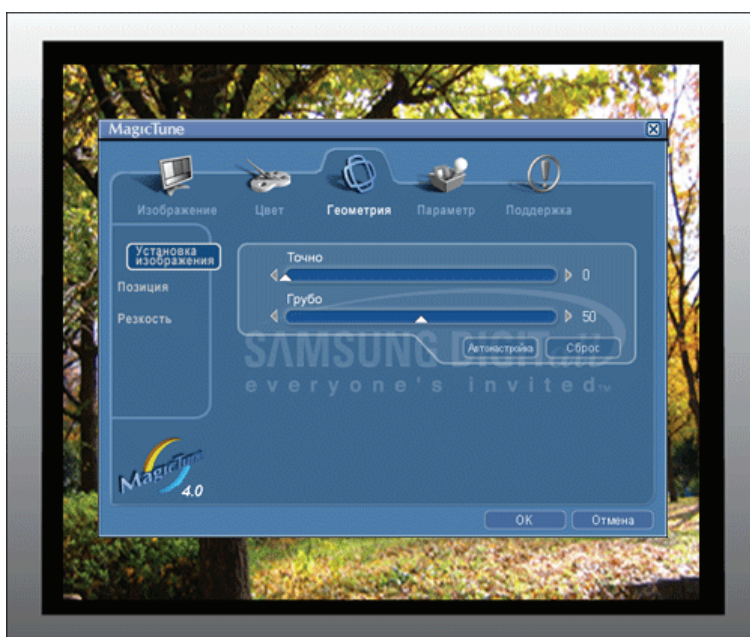 MagicTune
Изображение Цвет Геометрия Параметр Поддержка
Установка
изображения
Позиция
Резкость
Точно
0
Грубо
50
Автонастройка Сброс
SAMSUNG DIGITall
everyone's invited™
MagicTune
4.0
OK Отмена